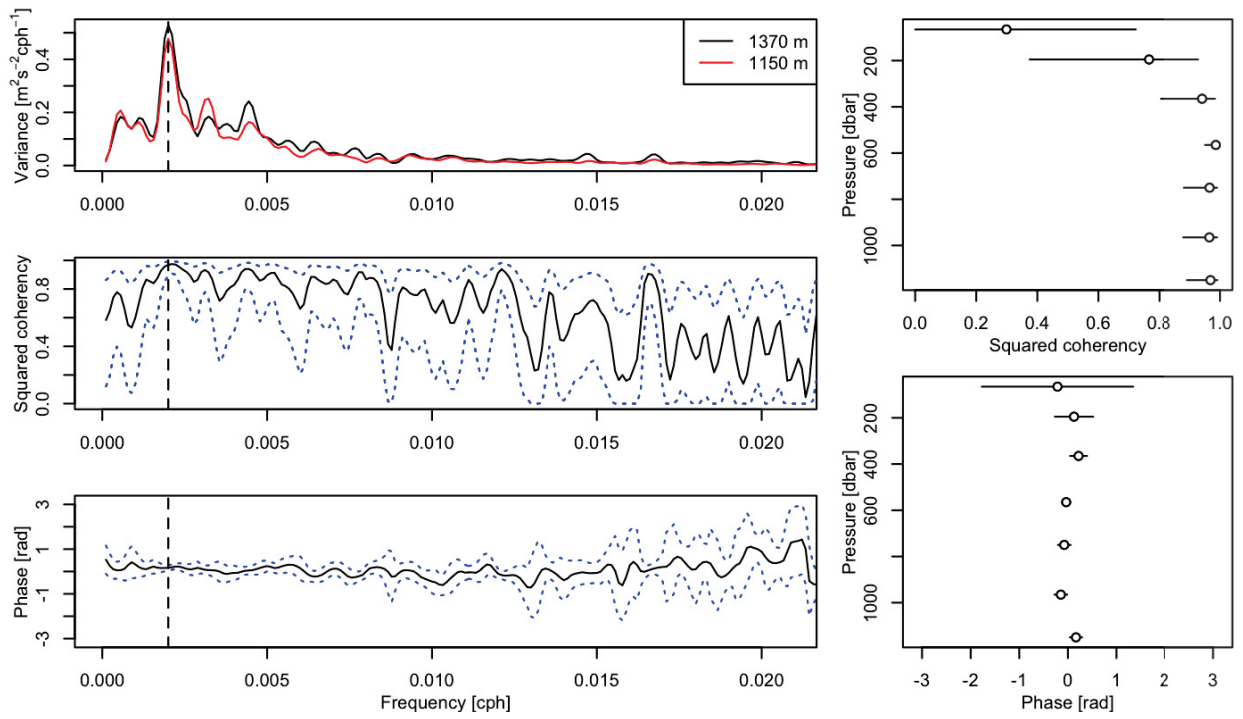 Variance [m²s⁻²cph⁻¹]
0.4
0.2
0.0
1370 m
1150 m
0.000 0.005 0.010 0.015 0.020
Squared coherency
0.8
0.4
0.0
0.000 0.005 0.010 0.015 0.020
Phase [rad]
3
1
-1
-3
0.000 0.005 0.010 0.015 0.020
Frequency [cph]
Pressure [dbar]
200
400
600
1000
0.0 0.2 0.4 0.6 0.8 1.0
Squared coherency
Pressure [dbar]
200
400
600
1000
-3 -2 -1 0 1 2 3
Phase [rad]